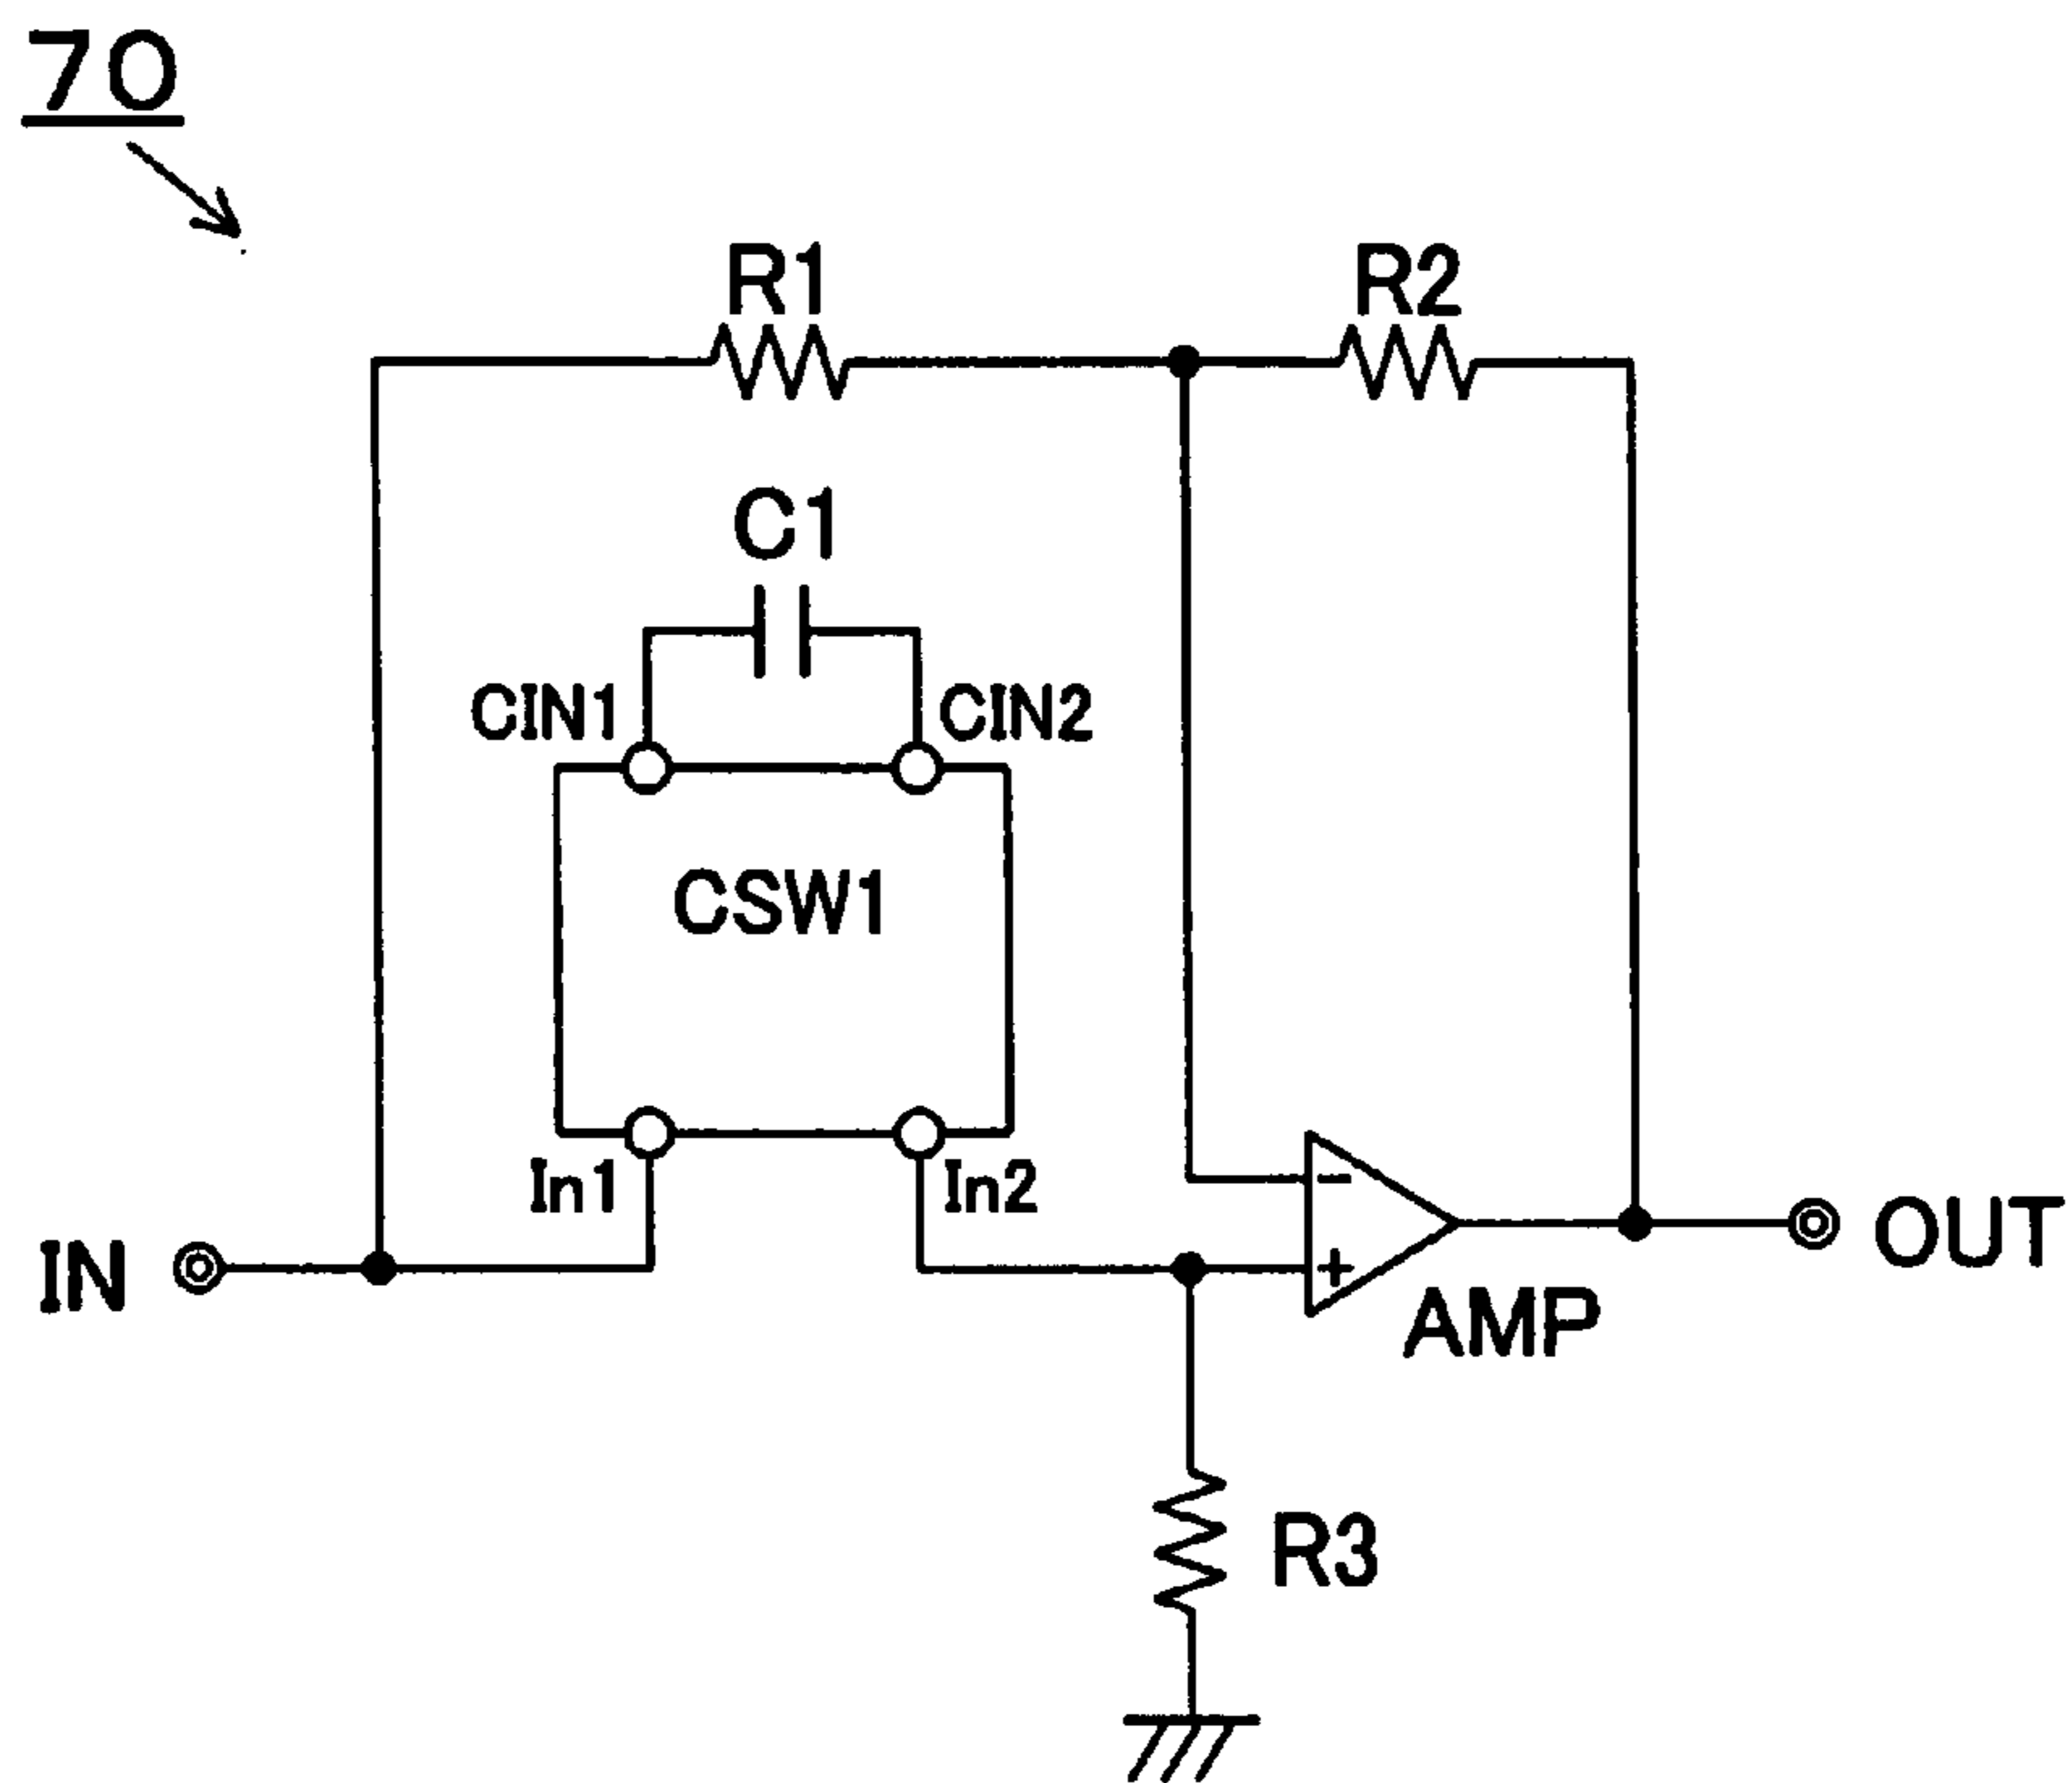 70
R1
R2
C1
CIN1
CIN2
CSW1
In1
In2
IN
-
+
OUT
AMP
R3